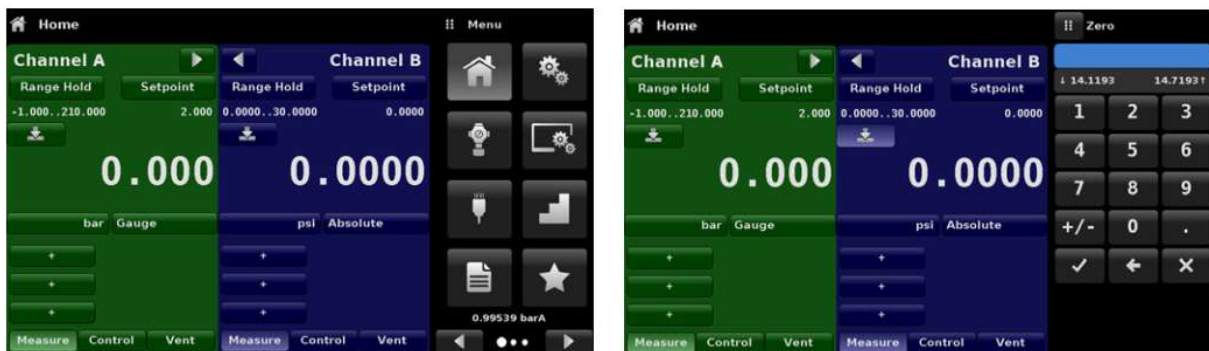 Home
Menu
Channel A
Channel B
Range Hold Setpoint
Range Hold Setpoint
-1.000..210.000 2.000
0.0000..30.0000 0.0000
0.000
0.0000
bar Gauge
psi Absolute
+ +
+ +
+ +
0.99539 barA
Measure Control Vent
Measure Control Vent
Home
Zero
Channel A
Channel B
↓ 14.1193 14.7193↑
Range Hold Setpoint
Range Hold Setpoint
-1.000..210.000 2.000
0.0000..30.0000 0.0000
1 2 3
4 5 6
0.000
0.0000
7 8 9
bar Gauge
psi Absolute
+/- 0 .
+ +
+ +
+ +
Measure Control Vent
Measure Control Vent